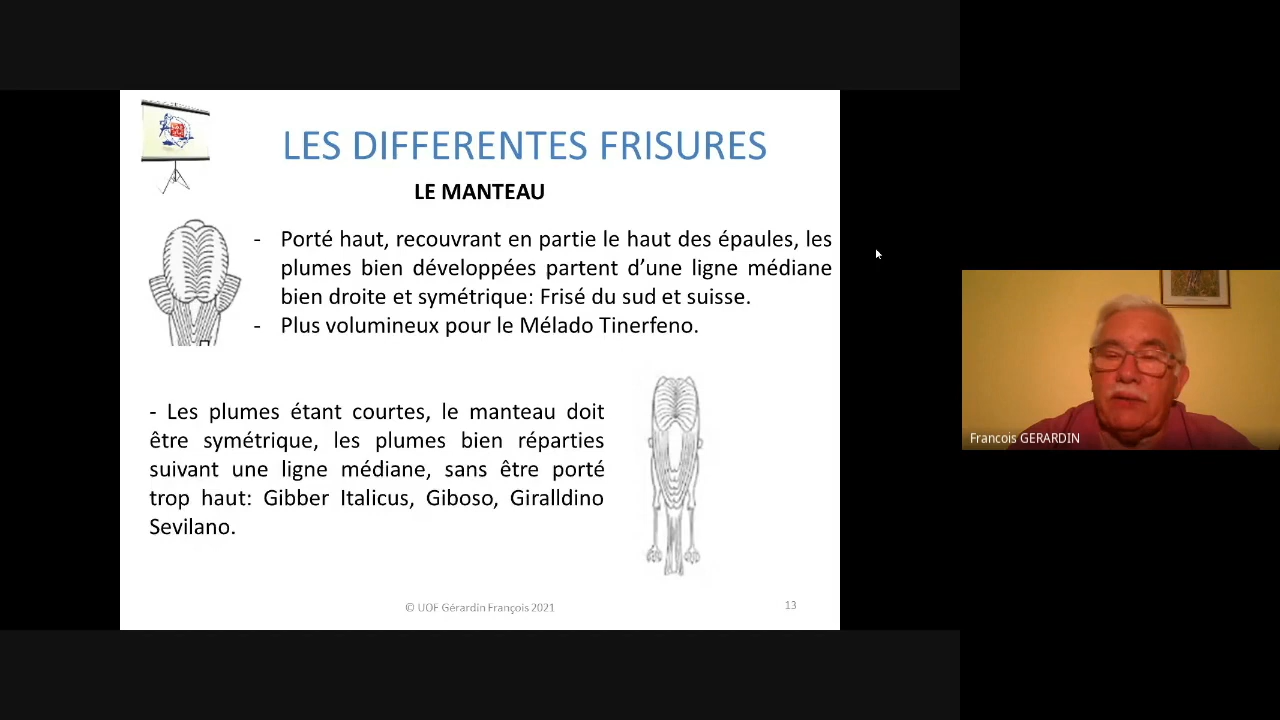 LES DIFFERENTES FRISURES
LE MANTEAU
- Porté haut, recouvrant en partie le haut des épaules, les
plumes bien développées partent d’une ligne médiane
bien droite et symétrique: Frisé du sud et suisse.
- Plus volumineux pour le Mélado Tinerfeno.
- Les plumes étant courtes, le manteau doit
être symétrique, les plumes bien réparties
suivant une ligne médiane, sans être porté
trop haut: Gibber Italicus, Giboso, Giralldino
Sevilano.
© UOF Gérardin François 2021
13
Francois GERARDIN